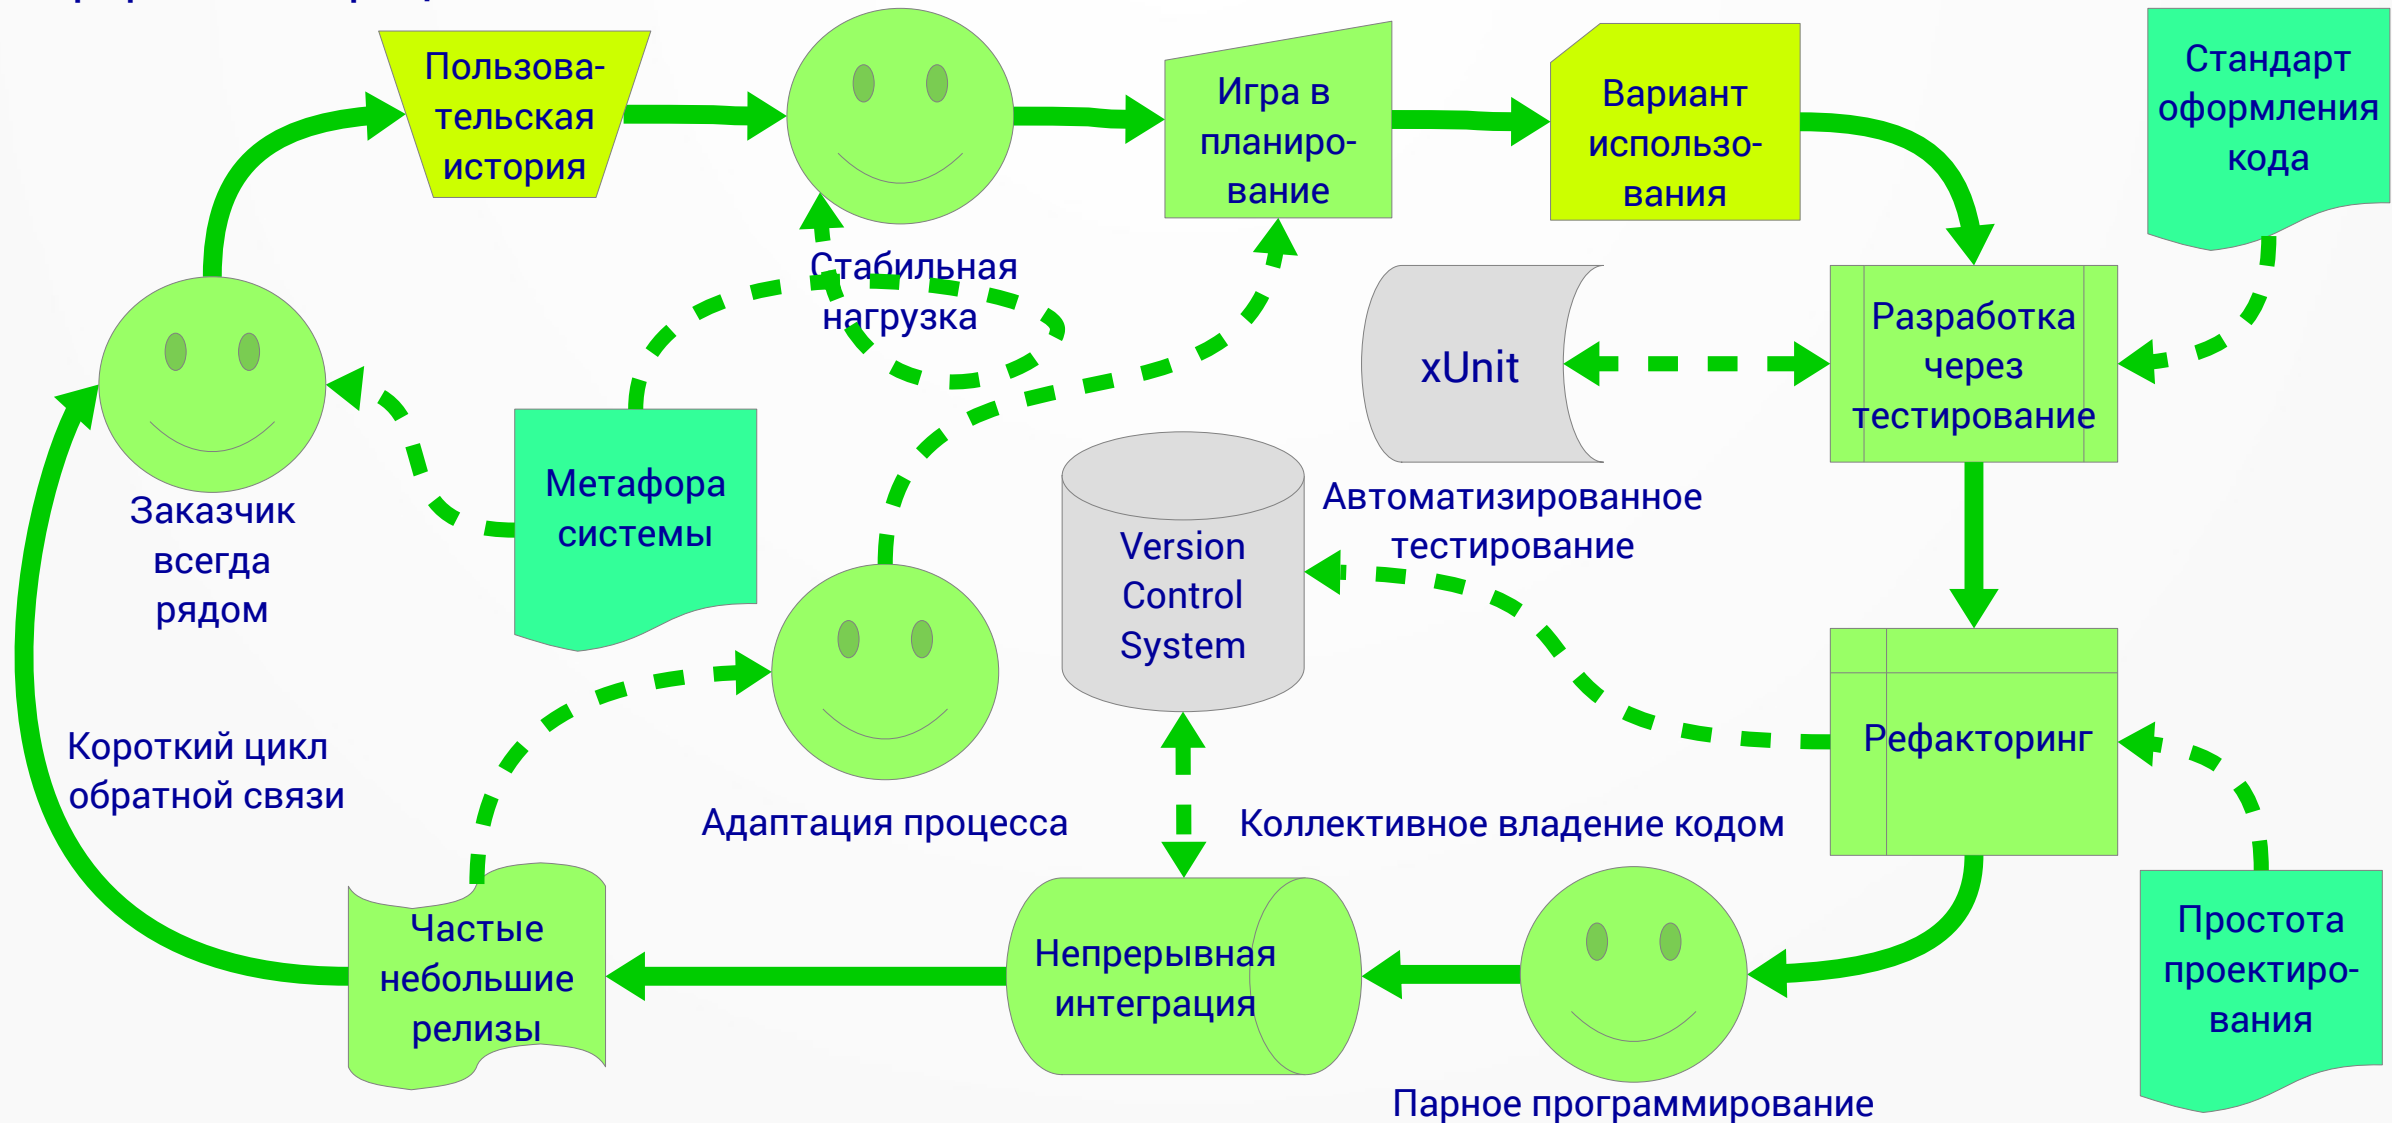 Пользова-
тельская
история
Игра в
планиро-
вание
Вариант
использо-
вания
Стандарт
оформления
кода
Стабильная
нагрузка
xUnit
Разработка
через
тестирование
Заказчик
всегда
рядом
Метафора
системы
Автоматизированное
тестирование
Version
Control
System
Рефакторинг
Короткий цикл
обратной связи
Адаптация процесса
Коллективное владение кодом
Частые
небольшие
релизы
Непрерывная
интеграция
Простота
проектиро-
вания
Парное программирование